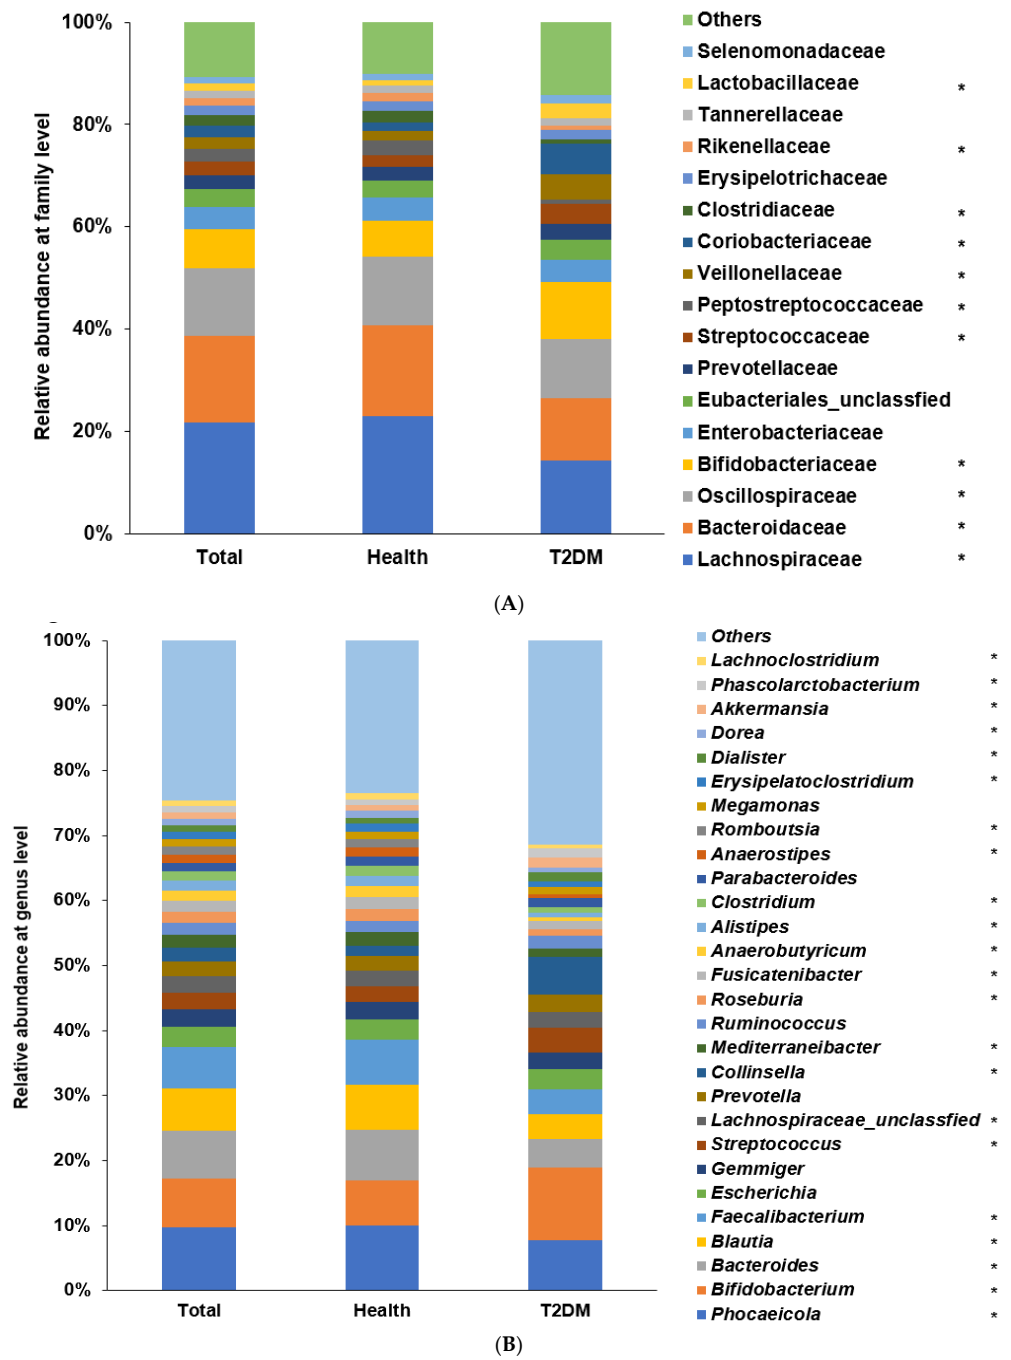 100%
80%
60%
40%
20%
0%
Relative abundance at family level
Total
Health
T2DM
Others
Selenomonadaceae
Lactobacillaceae *
Tannerellaceae
Rikenellaceae *
Erysipelotrichaceae
Clostridiaceae *
Coriobacteriaceae *
Veillonellaceae *
Peptostreptococcaceae *
Streptococcaceae *
Prevotellaceae
Eubacteriales_unclassfied
Enterobacteriaceae
Bifidobacteriaceae *
Oscillospiraceae *
Bacteroidaceae *
Lachnospiraceae *
(A)
100%
90%
80%
70%
60%
50%
40%
30%
20%
10%
0%
Relative abundance at genus level
Total
Health
T2DM
Others
Lachnoclostridium *
Phascolarctobacterium *
Akkermansia *
Dorea *
Dialister *
Erysipelatoclostridium *
Megamonas
Romboutsia *
Anaerostipes *
Parabacteroides
Clostridium *
Alistipes *
Anaerobutyricum *
Fusicatenibacter *
Roseburia *
Ruminococcus
Mediterraneibacter *
Collinsella *
Prevotella
Lachnospiraceae_unclassfied *
Streptococcus *
Gemmiger
Escherichia
Faecalibacterium *
Blautia *
Bacteroides *
Bifidobacterium *
Phocaeicola *
(B)